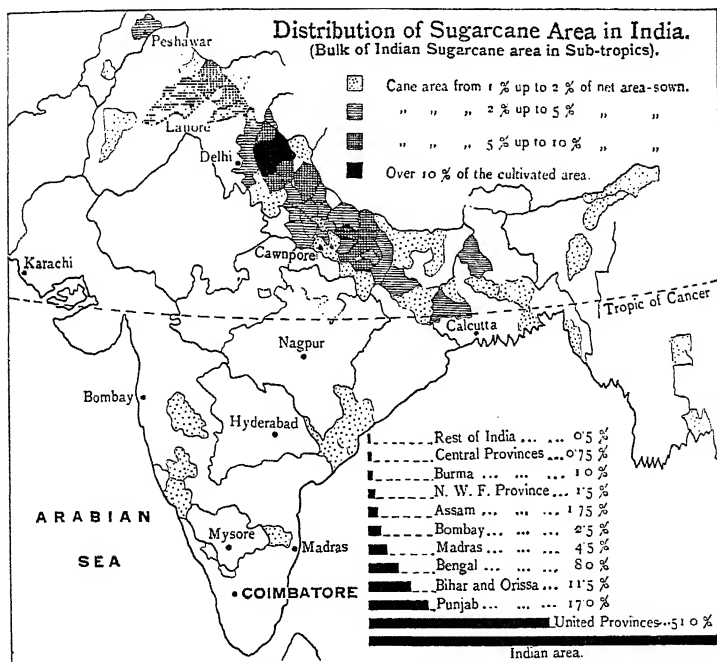 Distribution of Sugarcane Area in India.
(Bulk of Indian Sugarcane area in Sub-tropics).
Cane area from 1 % up to 2 % of net area-sown.
„ „ „ 2 % up to 5 % „ „
„ „ „ 5 % up to 10 % „ „
Over 10 % of the cultivated area.
Peshawar
Lahore
Delhi
Karachi
Cawnpore
Tropic of Cancer
Calcutta
Nagpur
Bombay
Hyderabad
ARABIAN
SEA
Mysore
Madras
COIMBATORE
Rest of India ... ... 0·5 %
Central Provinces ... 0·75 %
Burma ... ... ... 1 0 %
N. W. F. Province ... 1·5 %
Assam ... ... ... 1 75 %
Bombay... ... ... 2·5 %
Madras ... ... ... 4·5 %
Bengal ... ... ... 8 0 %
Bihar and Orissa ... 11·5 %
Punjab ... ... ... 17 0 %
United Provinces...51 0 %
Indian area.